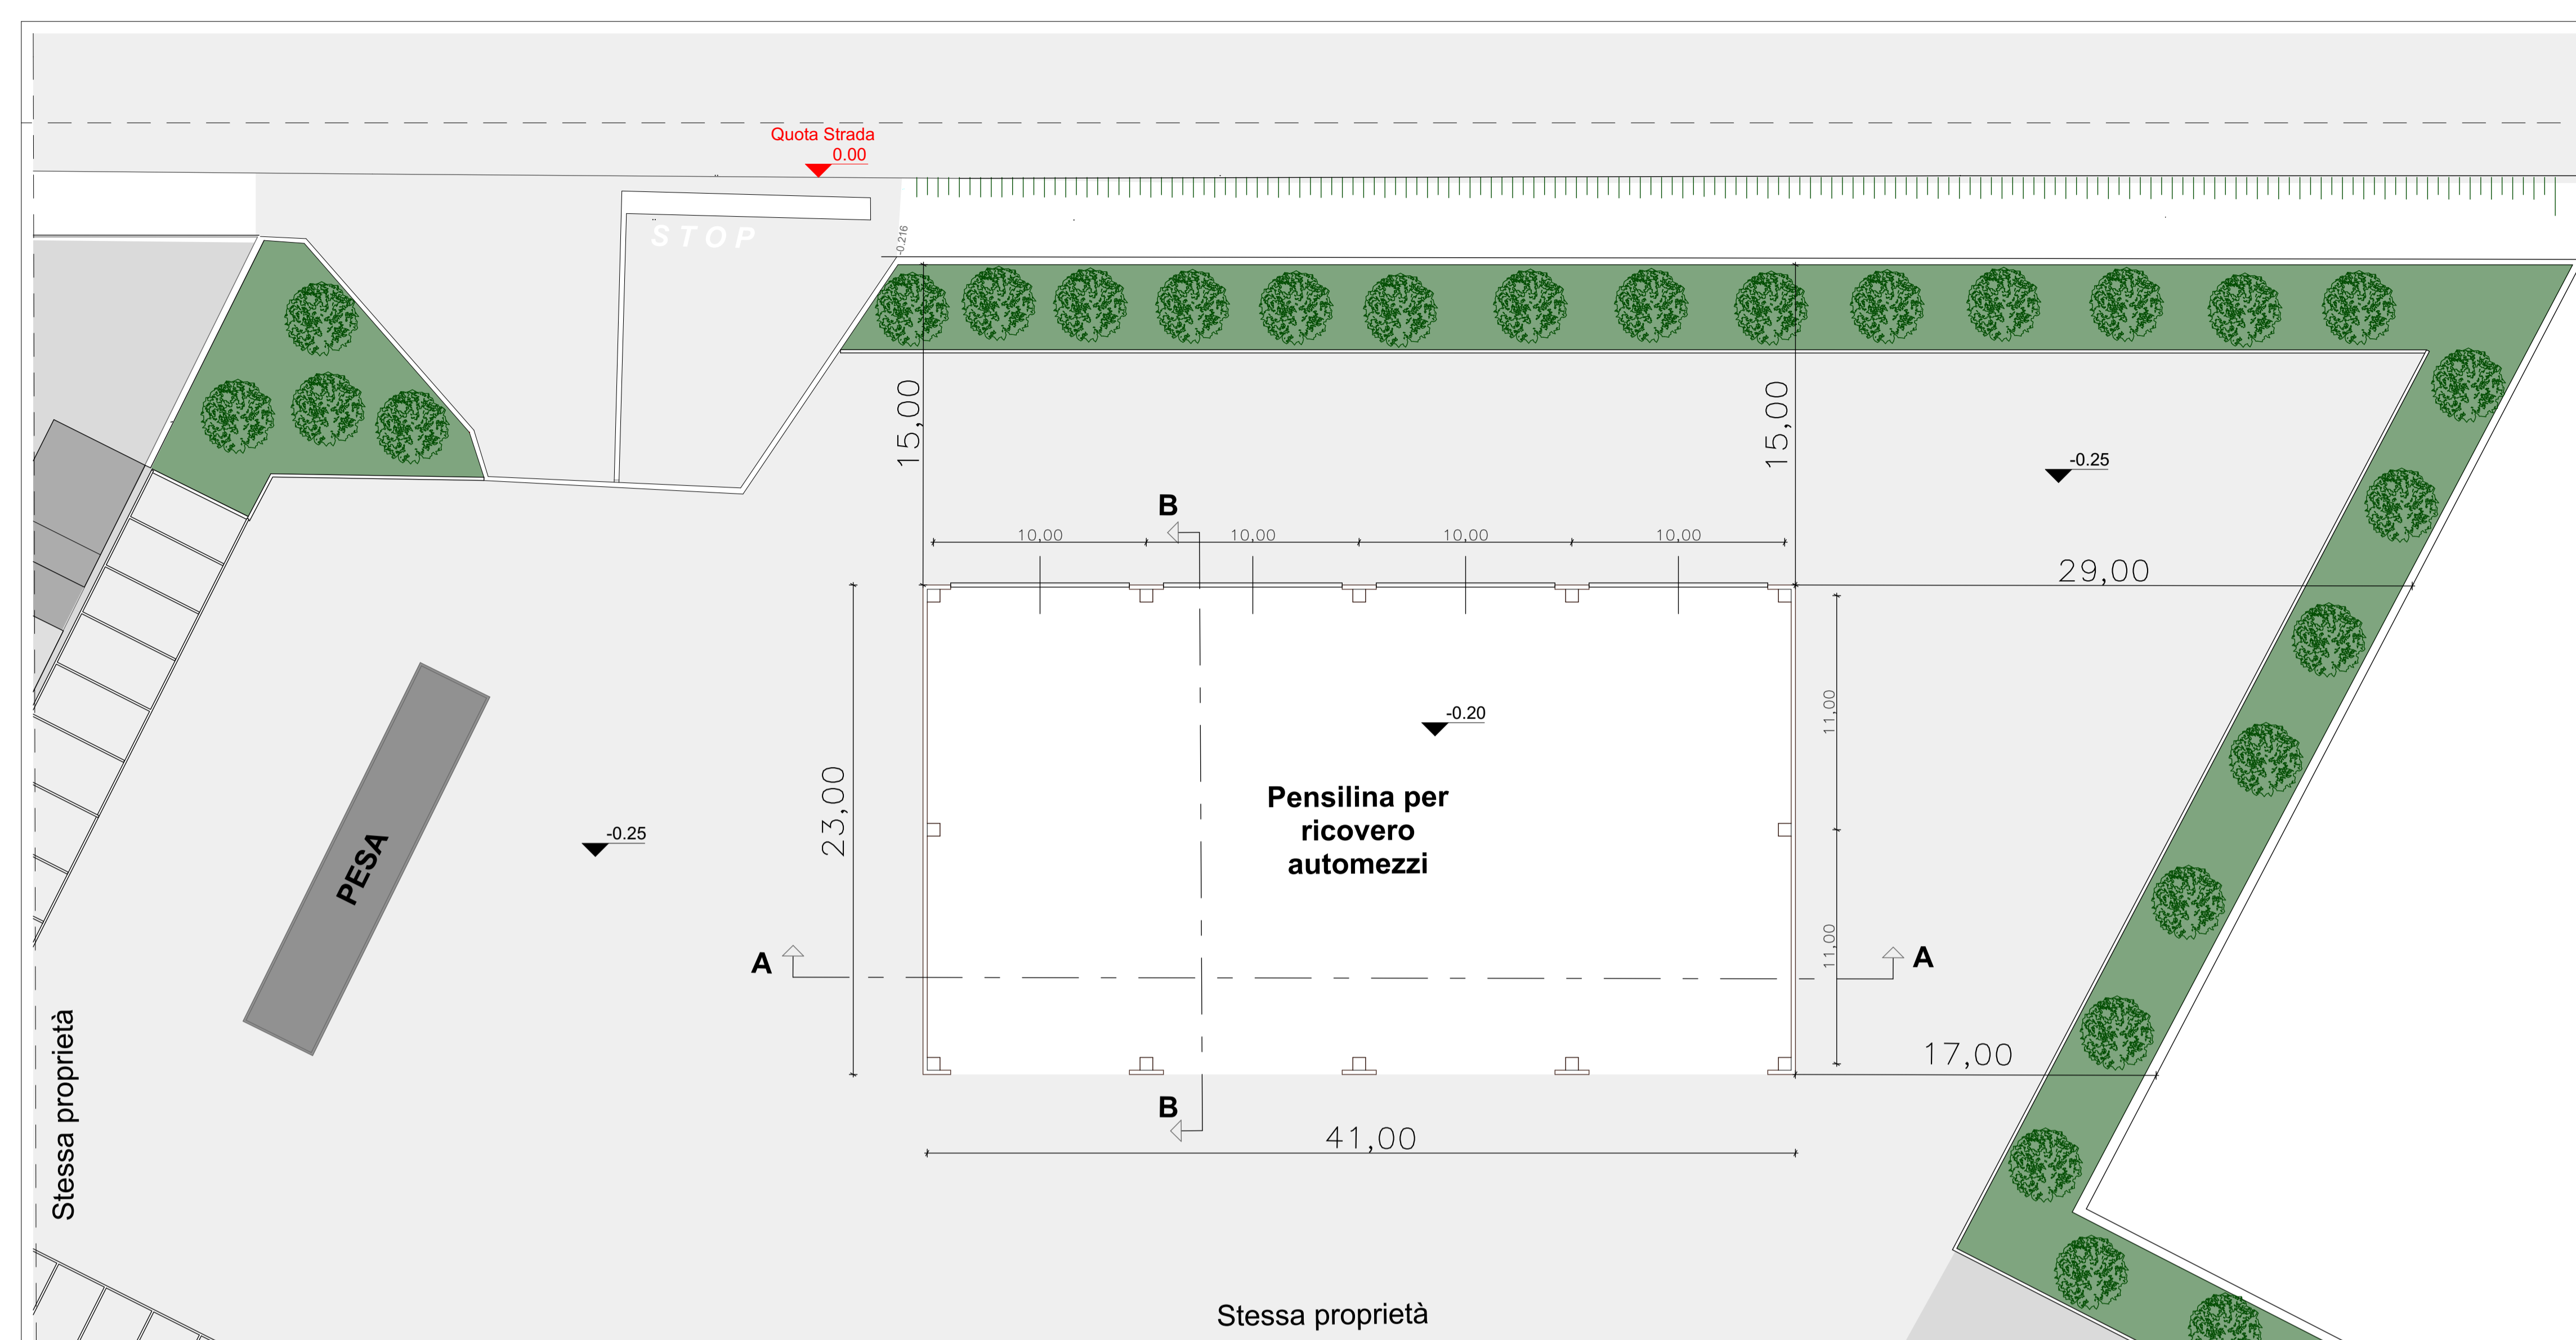 Quota Strada
0.00
STOP
-0.216
15,00
15,00
-0.25
B
10,00
10,00
10,00
10,00
29,00
11,00
-0.20
23,00
Pensilina per
ricovero
automezzi
-0.25
PESA
11,00
A
A
17,00
B
41,00
Stessa proprietà
Stessa proprietà